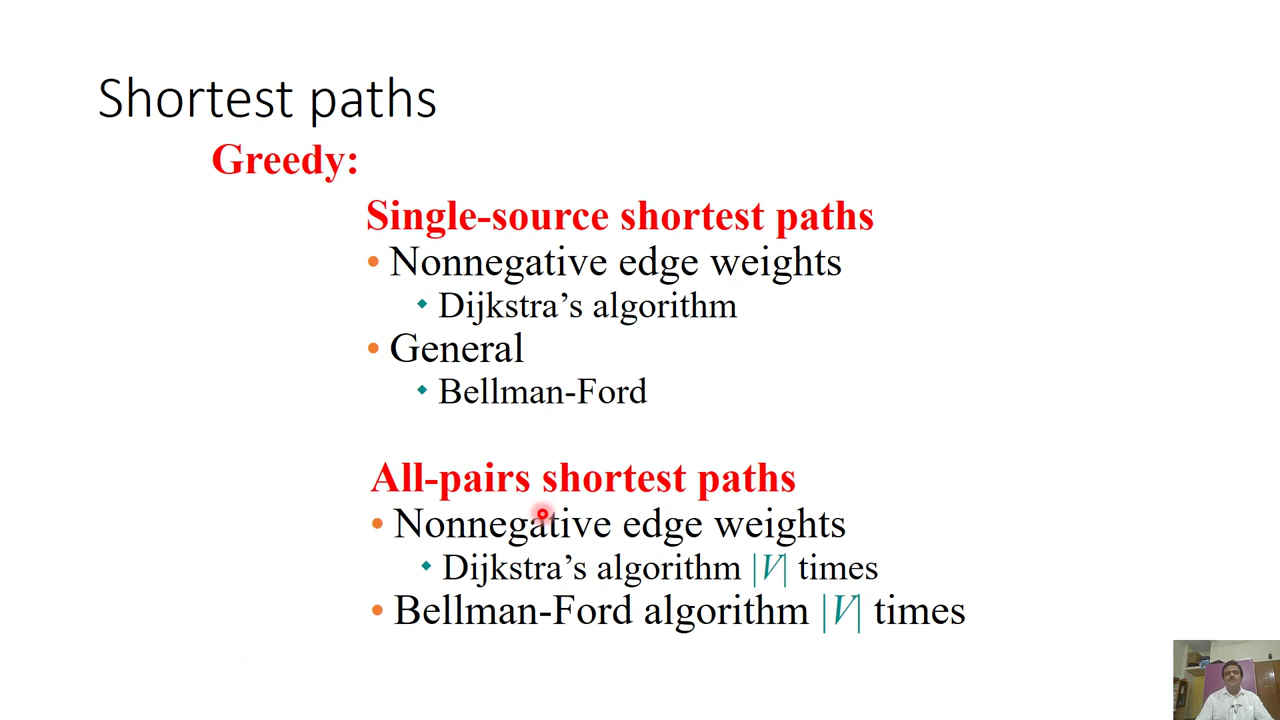 Shortest paths
Greedy:
Single-source shortest paths
• Nonnegative edge weights
◆ Dijkstra’s algorithm
• General
◆ Bellman-Ford
All-pairs shortest paths
• Nonnegative edge weights
◆ Dijkstra’s algorithm |V| times
• Bellman-Ford algorithm |V| times